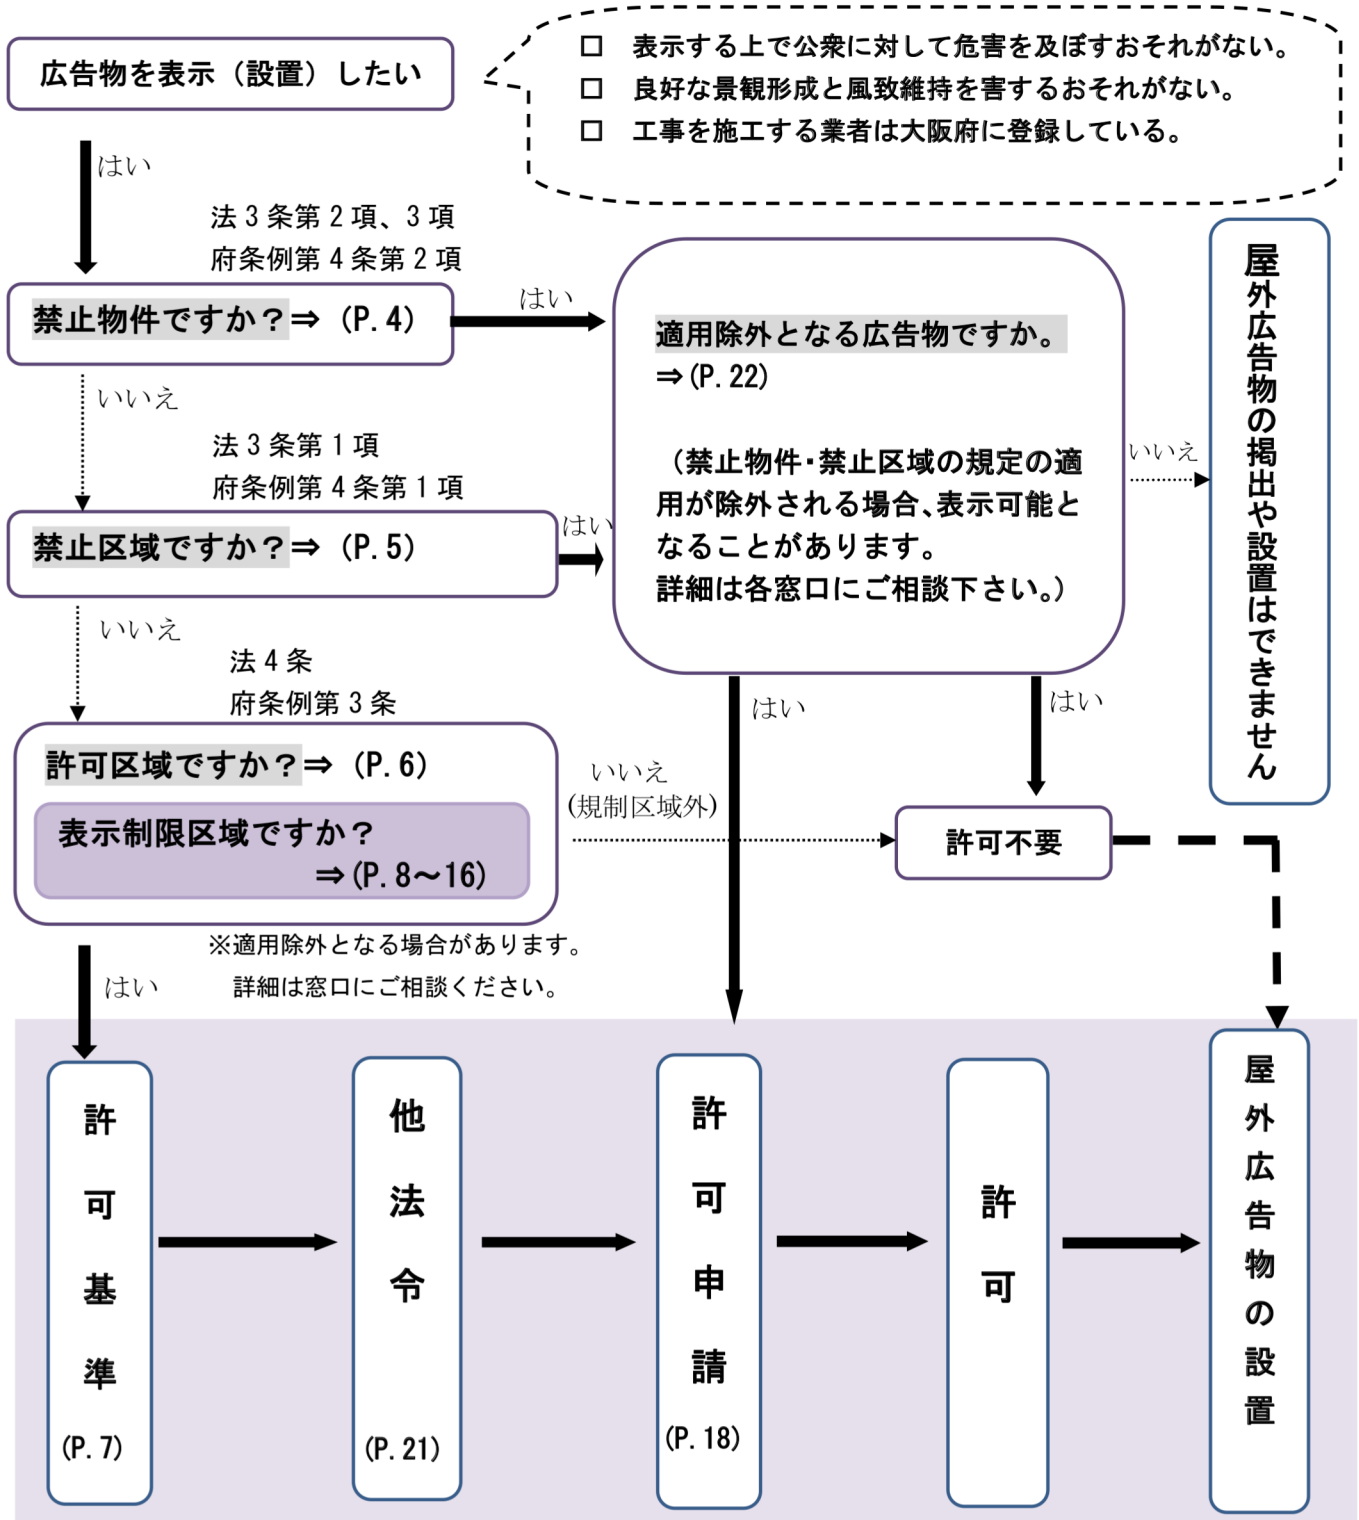 広告物を表示（設置）したい
□ 表示する上で公衆に対して危害を及ぼすおそれがない。
□ 良好な景観形成と風致維持を害するおそれがない。
□ 工事を施工する業者は大阪府に登録している。
はい
法３条第２項、３項
府条例第４条第２項
禁止物件ですか？⇒（P.4）
はい
いいえ
法３条第１項
府条例第４条第１項
禁止区域ですか？⇒（P.5）
はい
適用除外となる広告物ですか。
⇒(P.22)
（禁止物件・禁止区域の規定の適
用が除外される場合、表示可能と
なることがあります。
詳細は各窓口にご相談下さい。）
いいえ
屋外広告物の掲出や設置はできません
いいえ
法４条
府条例第３条
許可区域ですか？⇒（P.6）
表示制限区域ですか？
⇒(P.8～16)
いいえ
(規制区域外)
はい
はい
許可不要
※適用除外となる場合があります。
詳細は窓口にご相談ください。
はい
許可基準
(P.7)
他法令
(P.21)
許可申請
(P.18)
許可
屋外広告物の設置